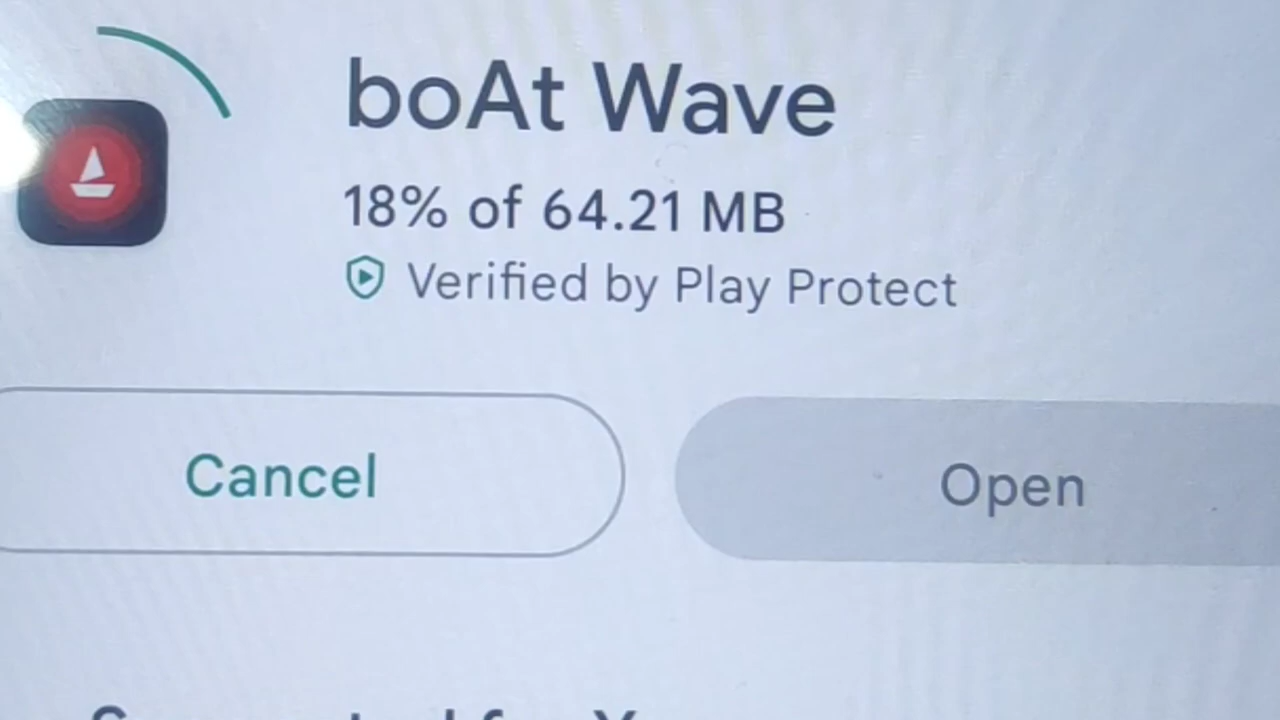 boAt Wave
18% of 64.21 MB
Verified by Play Protect
Cancel
Open